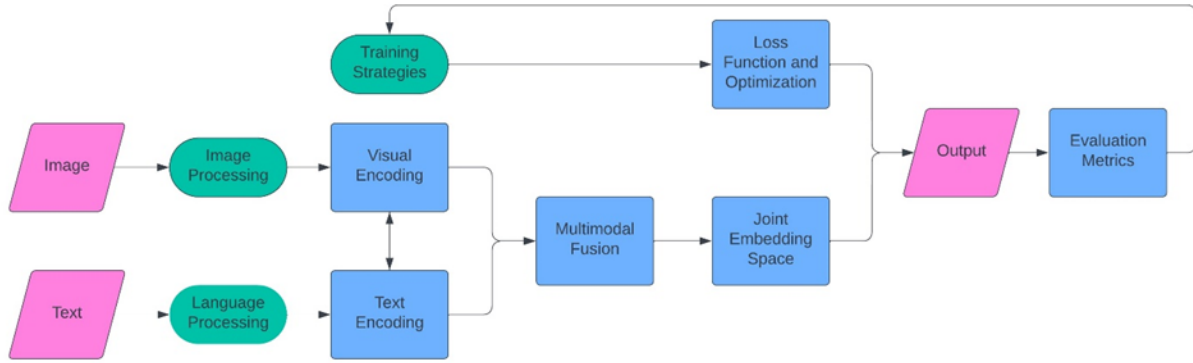 Training
Strategies
Loss
Function and
Optimization
Image
Image
Processing
Visual
Encoding
Output
Evaluation
Metrics
Multimodal
Fusion
Joint
Embedding
Space
Text
Language
Processing
Text
Encoding